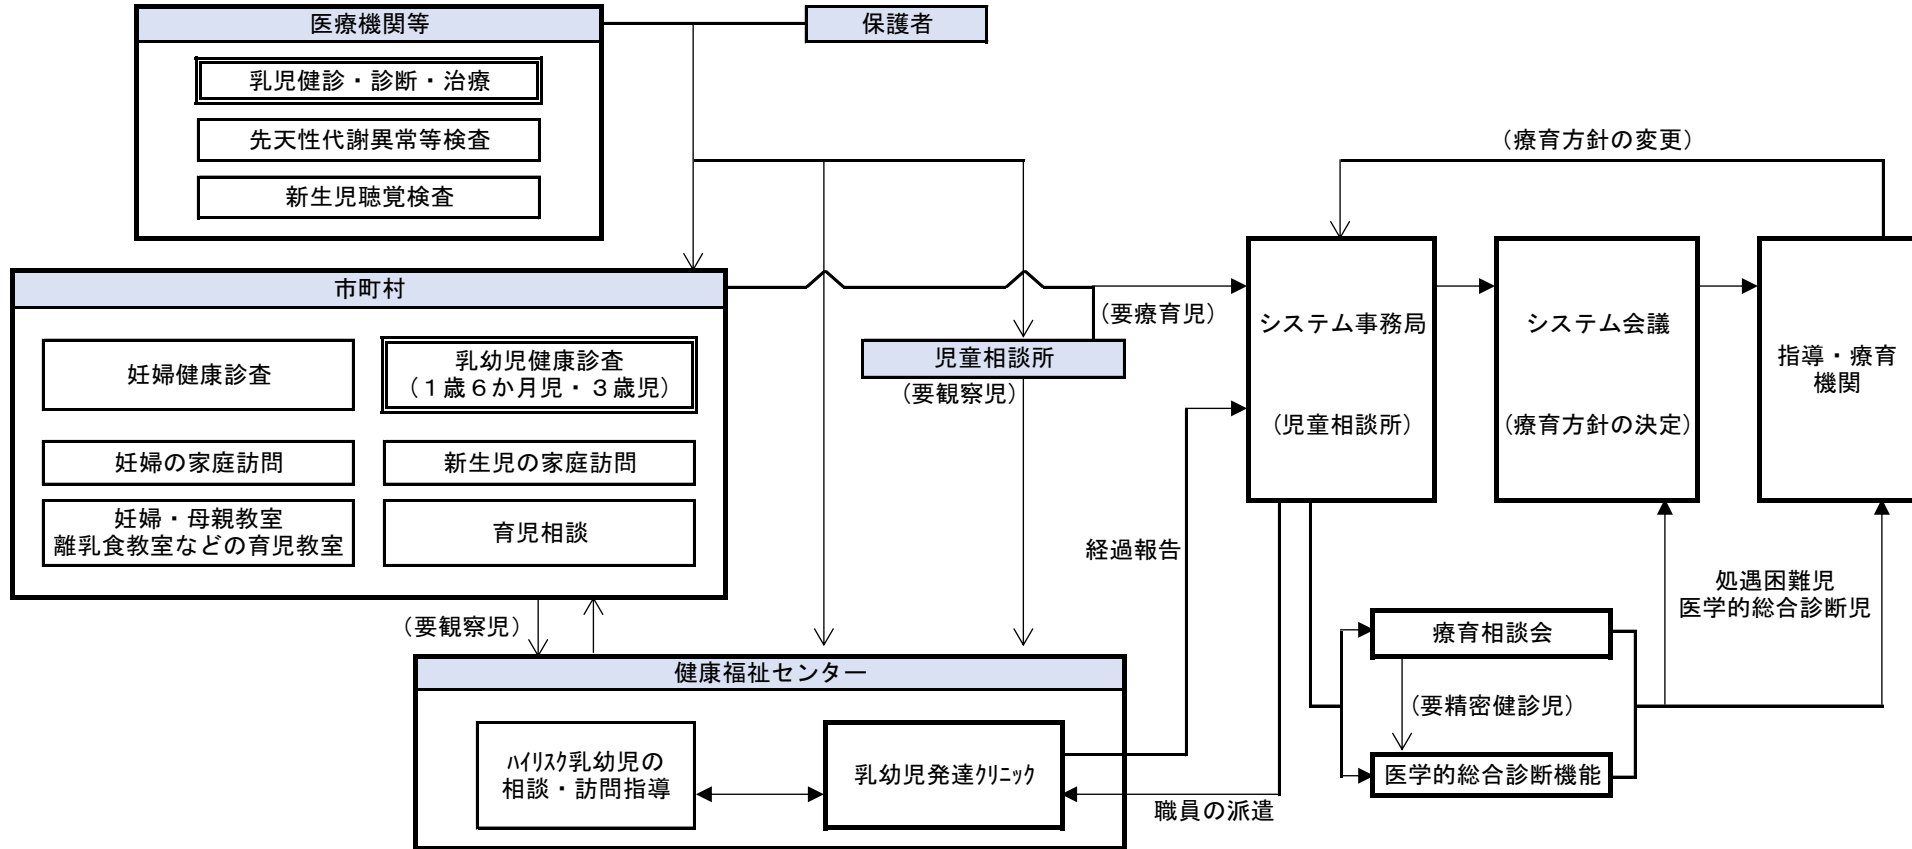 医療機関等
保護者
乳児健診・診断・治療
先天性代謝異常等検査
新生児聴覚検査
（療育方針の変更）
市町村
妊婦健康診査
乳幼児健康診査
（１歳６か月児・３歳児）
妊婦の家庭訪問
新生児の家庭訪問
妊婦・母親教室
離乳食教室などの育児教室
育児相談
（要療育児）
児童相談所
（要観察児）
システム事務局
（児童相談所）
システム会議
（療育方針の決定）
指導・療育
機関
経過報告
処遇困難児
医学的総合診断児
（要観察児）
健康福祉センター
ﾊｲﾘｽｸ乳幼児の
相談・訪問指導
乳幼児発達ｸﾘﾆｯｸ
職員の派遣
療育相談会
（要精密健診児）
医学的総合診断機能